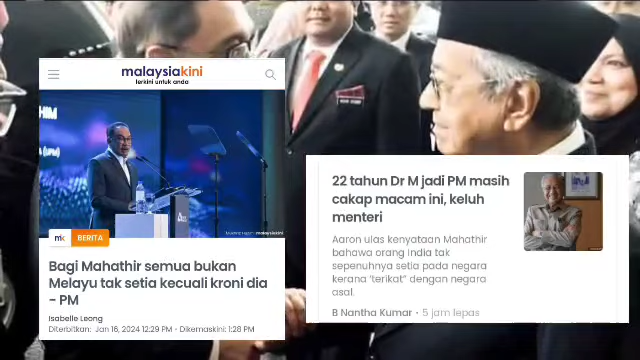 malaysiakini
terkini untuk anda
mk BERITA
Bagi Mahathir semua bukan
Melayu tak setia kecuali kroni dia
- PM
Isabelle Leong
Diterbitkan: Jan 16, 2024 12:29 PM • Dikemaskini: 1:28 PM
22 tahun Dr M jadi PM masih
cakap macam ini, keluh
menteri
Aaron ulas kenyataan Mahathir
bahawa orang India tak
sepenuhnya setia pada negara
kerana 'terikat" dengan negara
asal.
B Nantha Kumar • 5 jam lepas